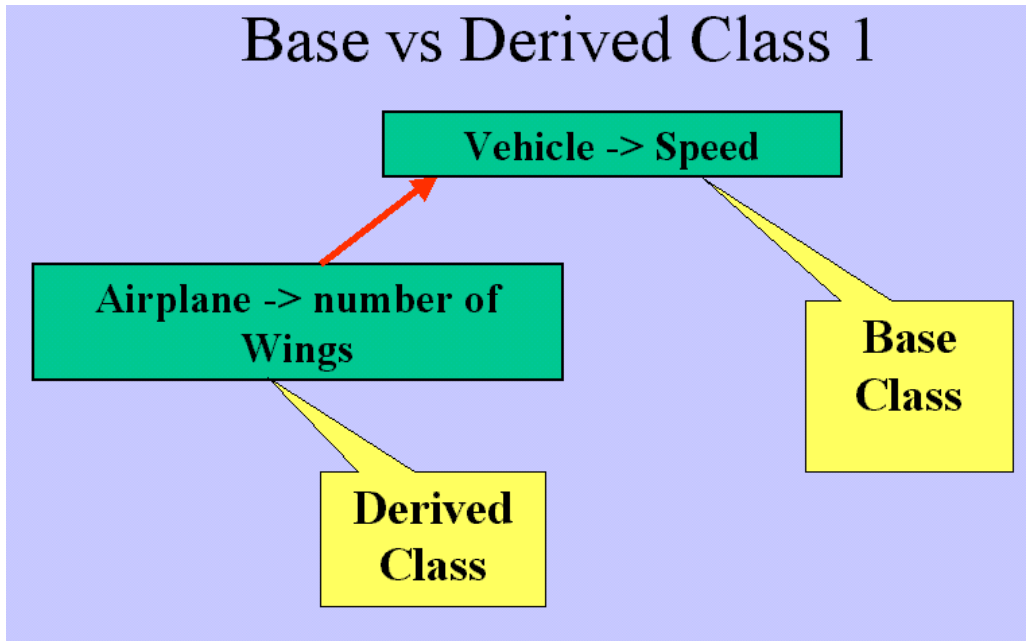 Base vs Derived Class 1
Vehicle -> Speed
Airplane -> number of
Wings
Base
Class
Derived
Class